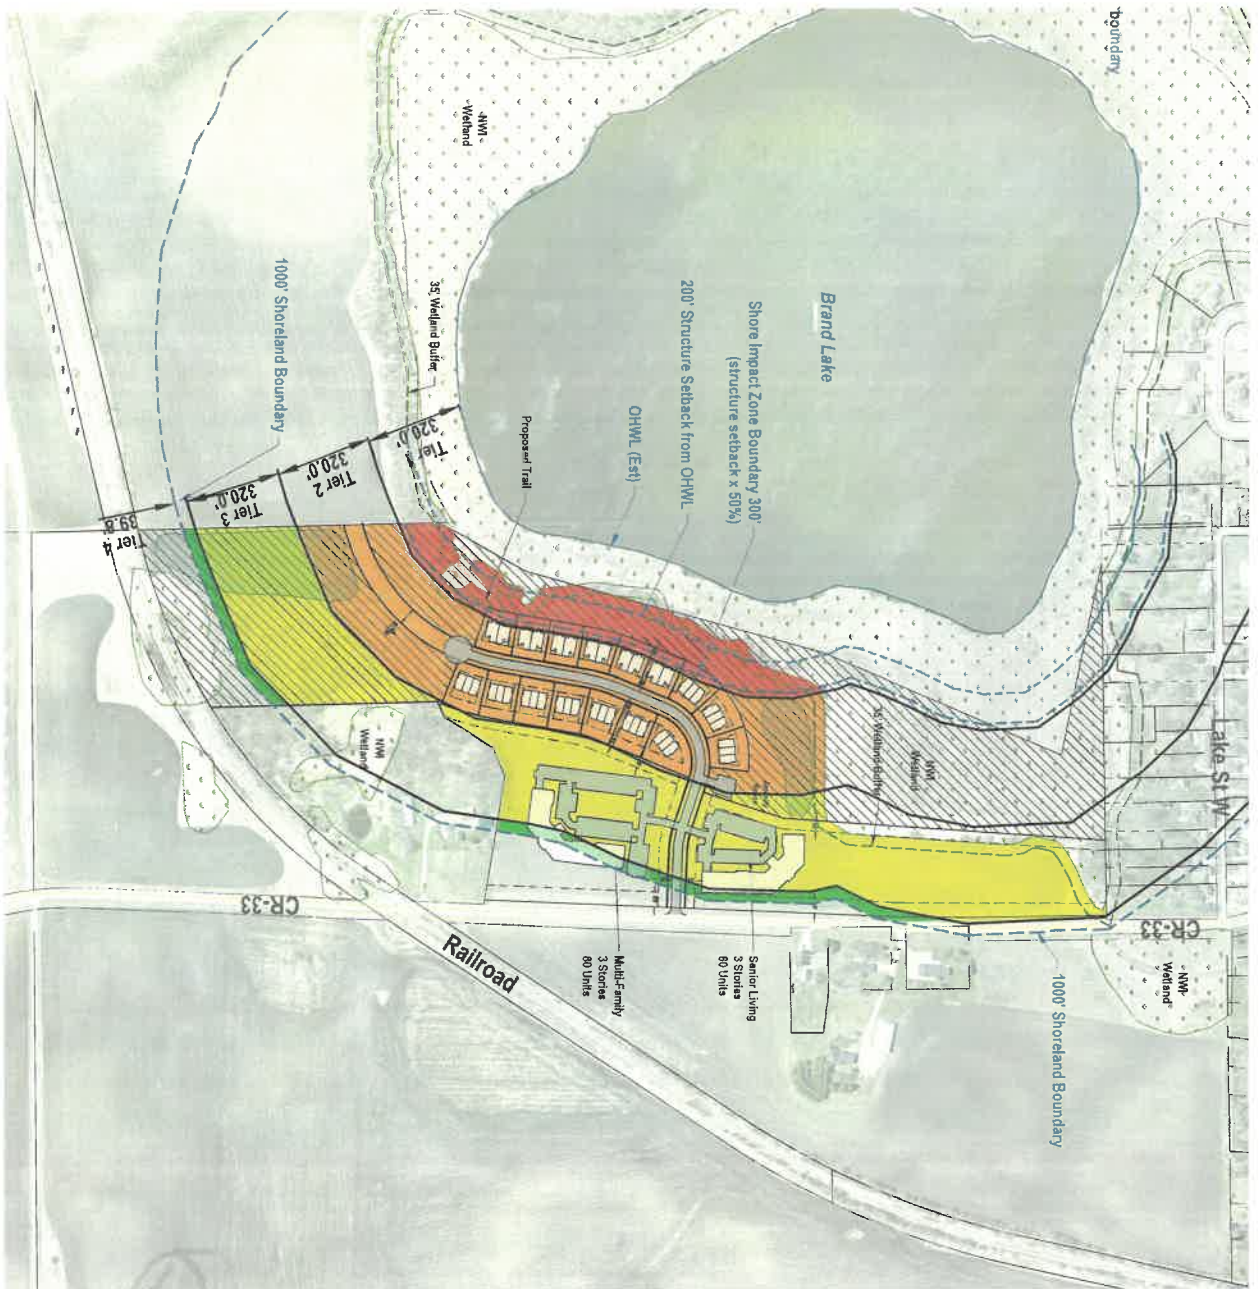 boundary
NWI
Wetland
35' Wetland Buffer
1000' Shoreland Boundary
Brand Lake
Shore Impact Zone Boundary 300'
(structure setback x 50%)
200' Structure Setback from OHWL
OHWL (Est)
Proposed Trail
Tier
320.0'
Tier 2
320.0'
Tier 3
320.0'
Tier 4
39.8'
NWI
Wetland
35' Wetland Buffer
NWI
Wetland
Lake St W
CR-33
CR-33
NWI
Wetland
Railroad
Senior Living
3 Stories
60 Units
Multi-Family
3 Stories
60 Units
1000' Shoreland Boundary